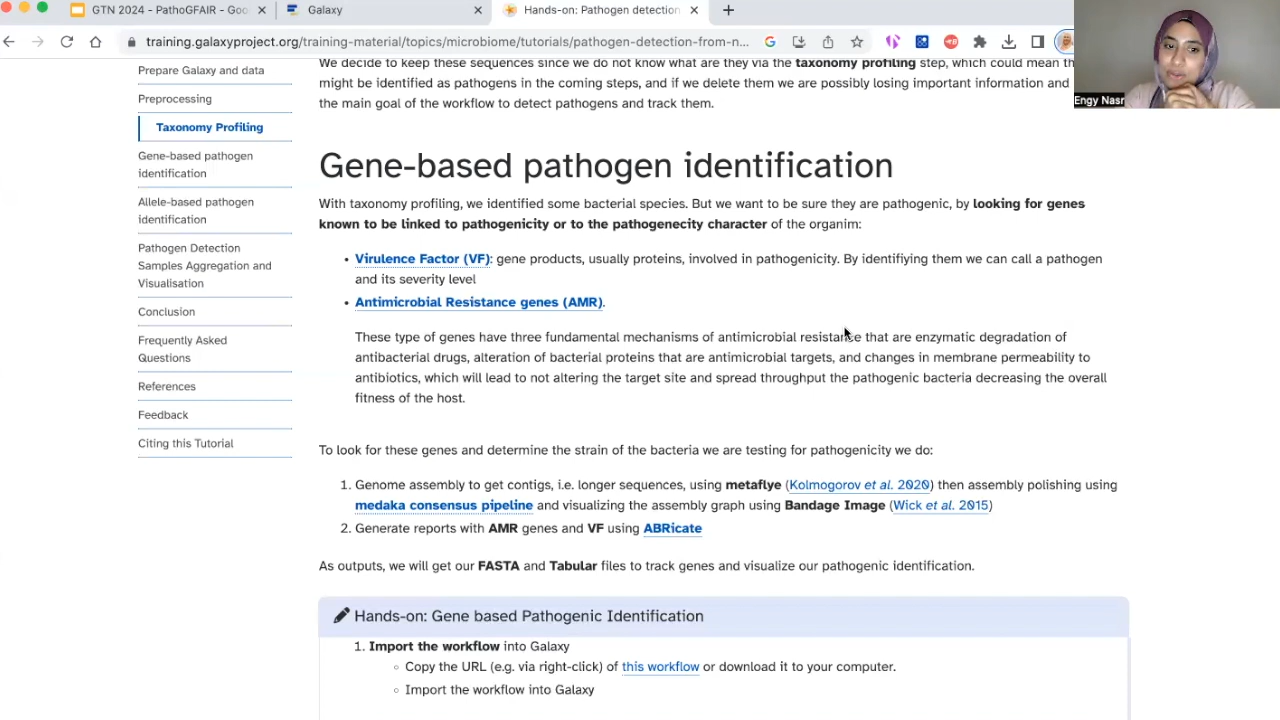 GTN 2024 - PathoGFAIR - Goo
Galaxy
Hands-on: Pathogen detection
training.galaxyproject.org/training-material/topics/microbiome/tutorials/pathogen-detection-from-n...
Engy Nasr
Prepare Galaxy and data
Preprocessing
Taxonomy Profiling
Gene-based pathogen
identification
Allele-based pathogen
identification
Pathogen Detection
Samples Aggregation and
Visualisation
Conclusion
Frequently Asked
Questions
References
Feedback
Citing this Tutorial
We decide to keep these sequences since we do not know what are they via the taxonomy profiling step, which could mean th
might be identified as pathogens in the coming steps, and if we delete them we are possibly losing important information and
the main goal of the workflow to detect pathogens and track them.
Gene-based pathogen identification
With taxonomy profiling, we identified some bacterial species. But we want to be sure they are pathogenic, by looking for genes
known to be linked to pathogenicity or to the pathogenecity character of the organim:
• Virulence Factor (VF): gene products, usually proteins, involved in pathogenicity. By identifiying them we can call a pathogen
and its severity level
• Antimicrobial Resistance genes (AMR).
These type of genes have three fundamental mechanisms of antimicrobial resistance that are enzymatic degradation of
antibacterial drugs, alteration of bacterial proteins that are antimicrobial targets, and changes in membrane permeability to
antibiotics, which will lead to not altering the target site and spread throughput the pathogenic bacteria decreasing the overall
fitness of the host.
To look for these genes and determine the strain of the bacteria we are testing for pathogenicity we do:
1. Genome assembly to get contigs, i.e. longer sequences, using metaflye (Kolmogorov et al. 2020) then assembly polishing using
medaka consensus pipeline and visualizing the assembly graph using Bandage Image (Wick et al. 2015)
2. Generate reports with AMR genes and VF using ABRicate
As outputs, we will get our FASTA and Tabular files to track genes and visualize our pathogenic identification.
Hands-on: Gene based Pathogenic Identification
1. Import the workflow into Galaxy
◦ Copy the URL (e.g. via right-click) of this workflow or download it to your computer.
◦ Import the workflow into Galaxy